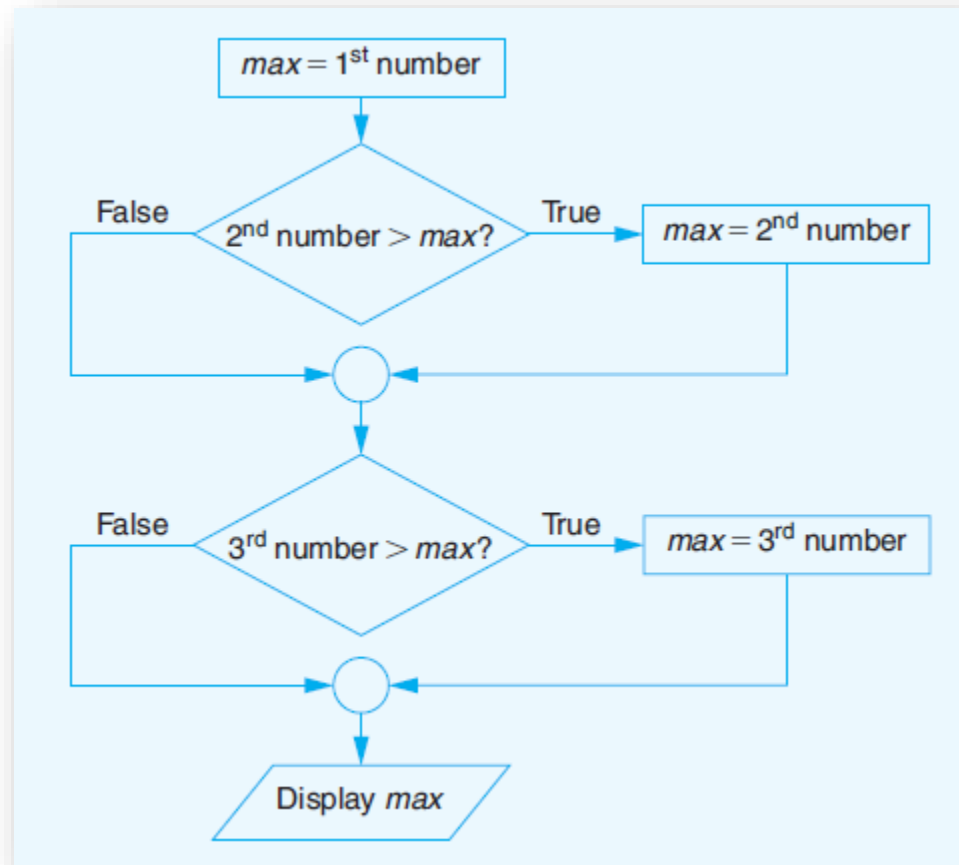 max = 1st number
False
2nd number > max?
True
max = 2nd number
False
3rd number > max?
True
max = 3rd number
Display max